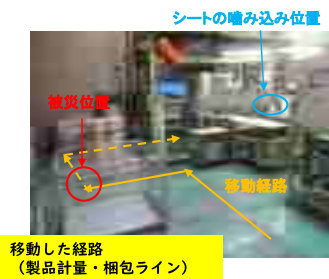 シートの噛み込み位置
被災位置
移動経路
移動した経路
（製品計量・梱包ライン）